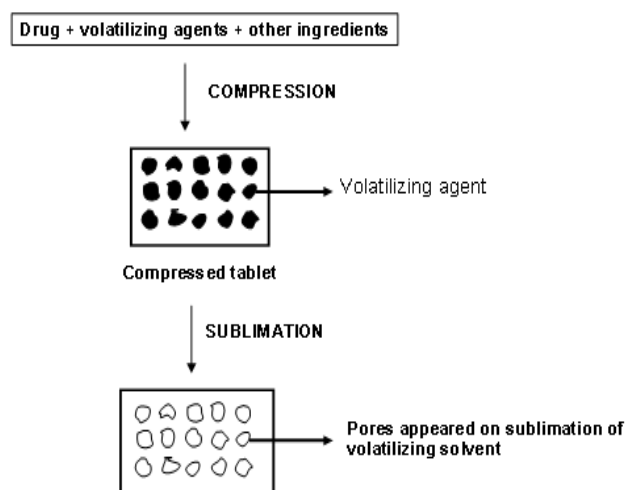 Drug + volatilizing agents + other ingredients
COMPRESSION
Volatilizing agent
Compressed tablet
SUBLIMATION
Pores appeared on sublimation of
volatilizing solvent